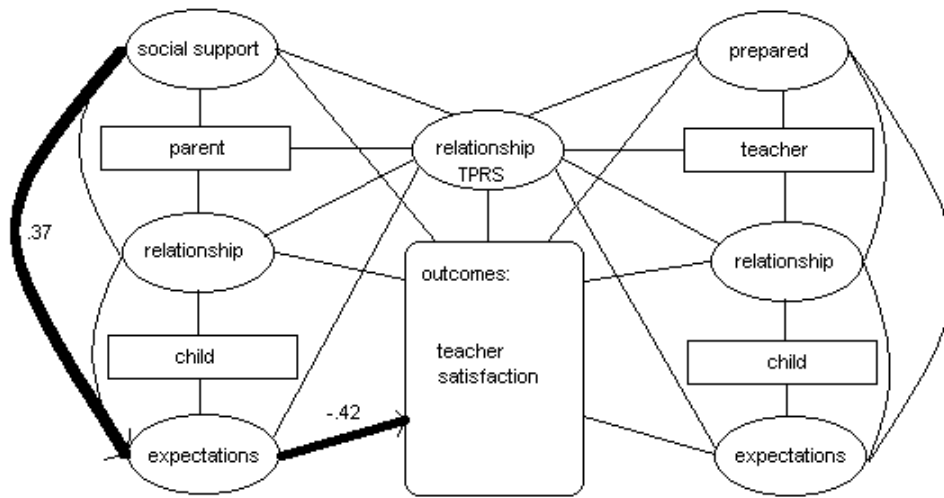 social support
prepared
parent
relationship
TPRS
teacher
.37
relationship
outcomes:
relationship
teacher
satisfaction
child
child
-.42
expectations
expectations